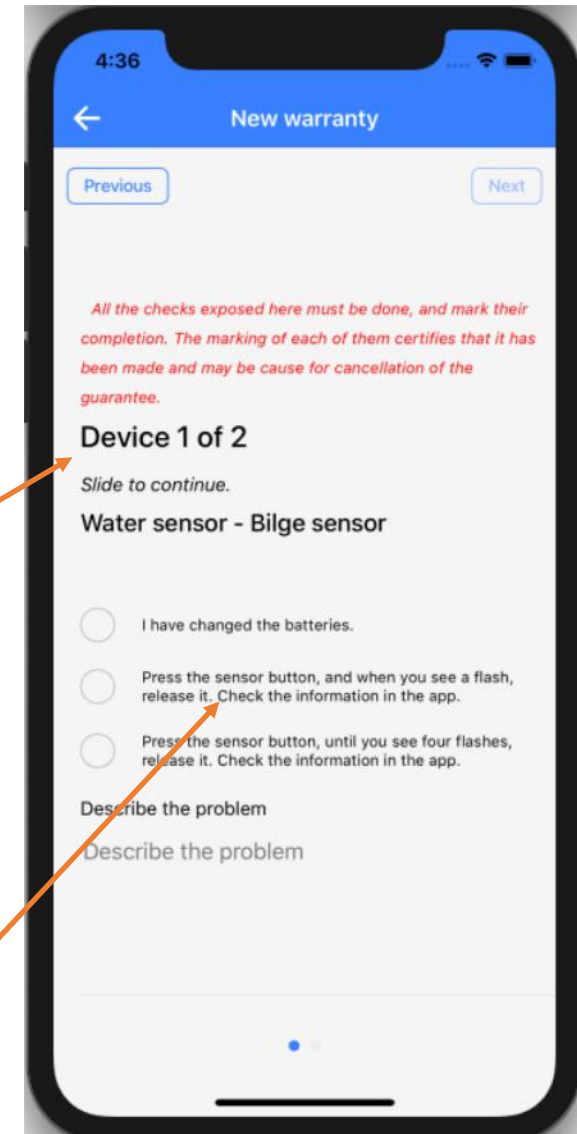 4:36
New warranty
Previous
Next
All the checks exposed here must be done, and mark their
completion. The marking of each of them certifies that it has
been made and may be cause for cancellation of the
guarantee.
Device 1 of 2
Slide to continue.
Water sensor - Bilge sensor
I have changed the batteries.
Press the sensor button, and when you see a flash,
release it. Check the information in the app.
Press the sensor button, until you see four flashes,
release it. Check the information in the app.
Describe the problem
Describe the problem